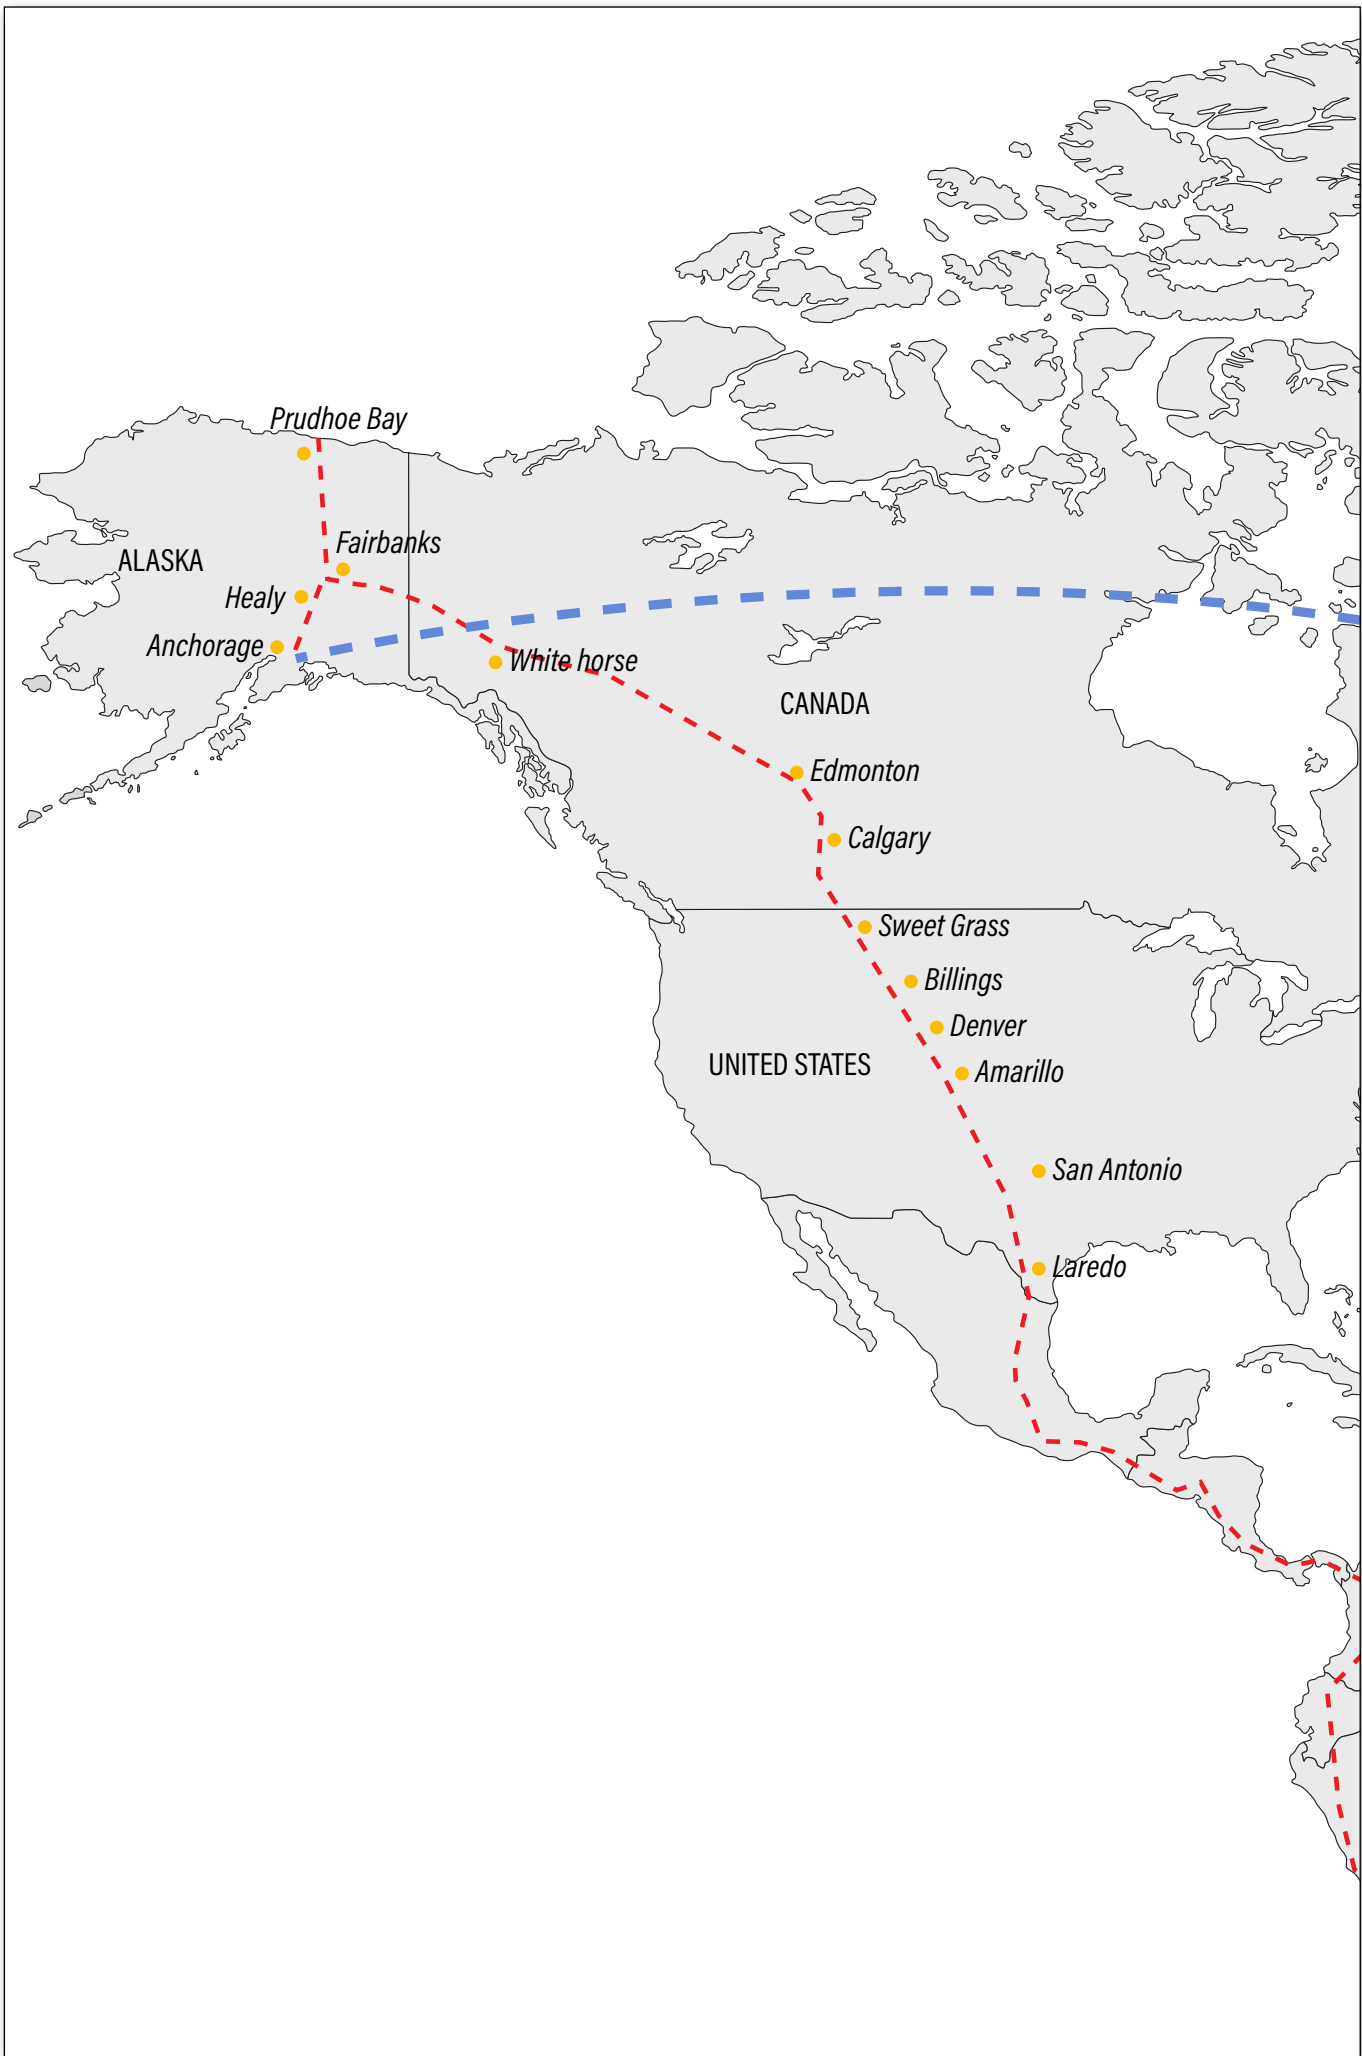 Prudhoe Bay
Fairbanks
ALASKA
Healy
Anchorage
White horse
CANADA
Edmonton
Calgary
Sweet Grass
Billings
Denver
UNITED STATES
Amarillo
San Antonio
Laredo